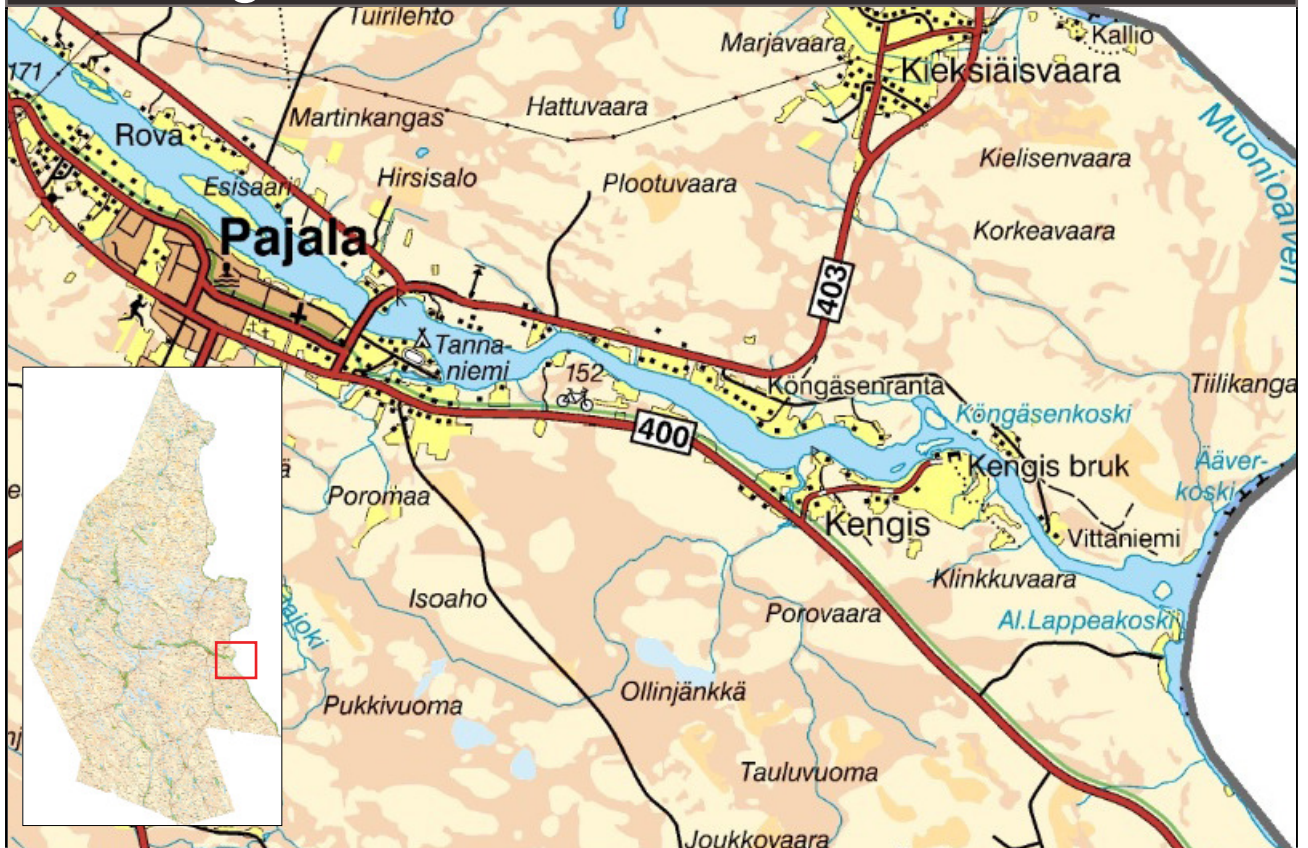 Tuirilehto
Kallio
Marjavaara
Kieksiäisvaara
171
Hattuvaara
Martinkangas
Rova
Muonioälven
Kielisenvaara
Hirsisalo
Esisaari
Plootuvaara
Pajala
Korkeavaara
403
Tanna-
niemi
152
Köngäsenranta
Tiilikanga
Köngäsenkoski
400
Kengis bruk
Ääver-
koski
Poromaa
Kengis
Vittaniemi
Klinkkuvaara
Isoaho
Porovaara
Al.Lappeakoski
Ollinjänkkä
Pukkivuoma
Tauluvuoma
Joukkovaara